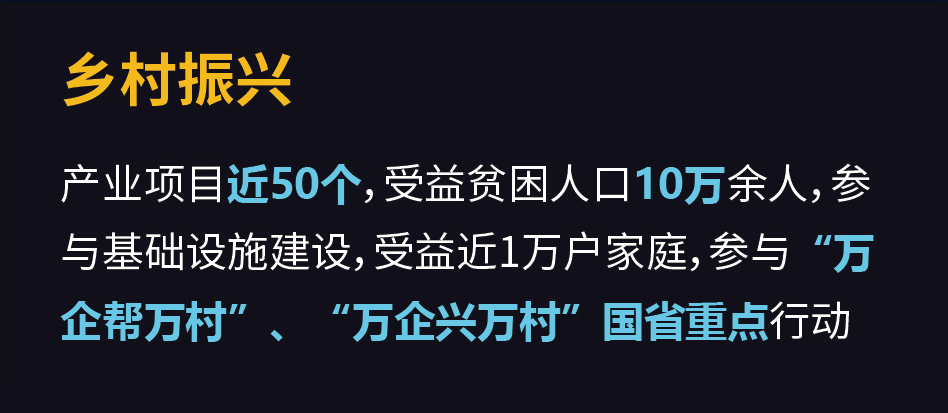 乡村振兴
产业项目近50个，受益贫困人口10万余人，参
与基础设施建设，受益近1万户家庭，参与“万
企帮万村”、“万企兴万村”国省重点行动